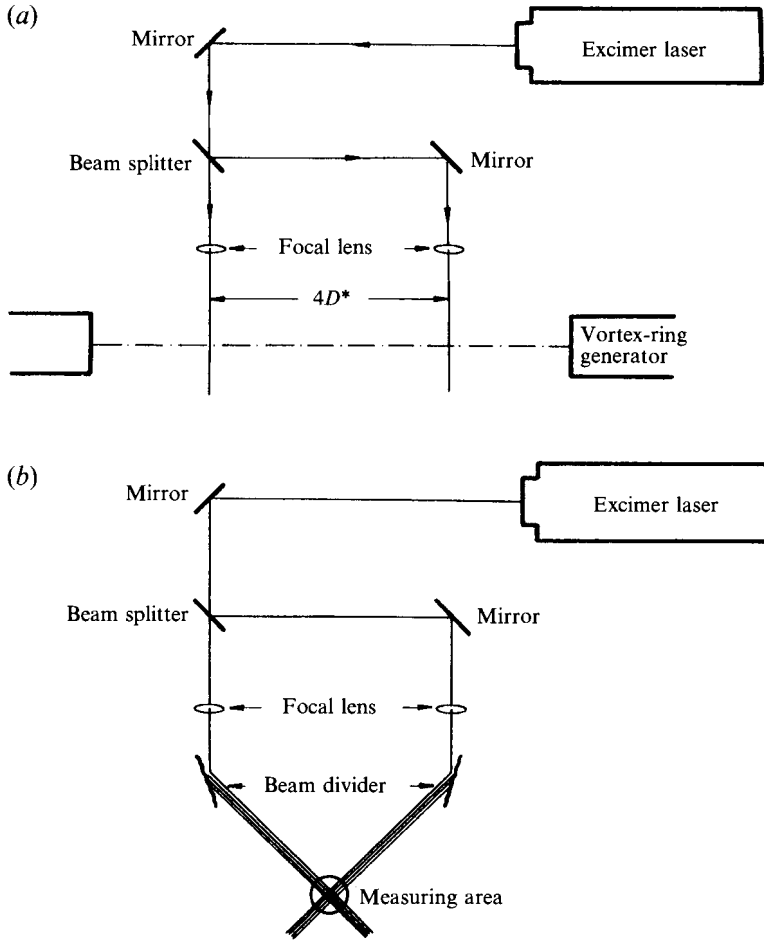 (a)
Mirror
Excimer laser
Beam splitter
Mirror
Focal lens
4D*
Vortex-ring
generator
(b)
Mirror
Excimer laser
Beam splitter
Mirror
Focal lens
Beam divider
Measuring area